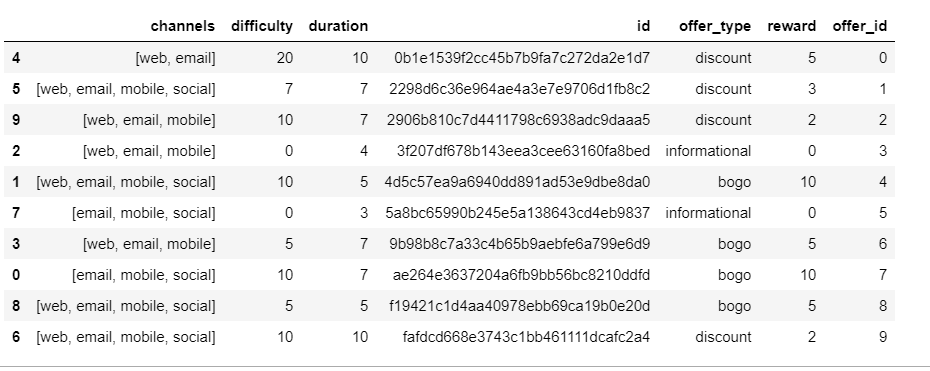 channels difficulty duration id offer_type reward offer_id
4 [web, email] 20 10 0b1e1539f2cc45b7b9fa7c272da2e1d7 discount 5 0
5 [web, email, mobile, social] 7 7 2298d6c36e964ae4a3e7e9706d1fb8c2 discount 3 1
9 [web, email, mobile] 10 7 2906b810c7d4411798c6938adc9daaa5 discount 2 2
2 [web, email, mobile] 0 4 3f207df678b143eea3cee63160fa8bed informational 0 3
1 [web, email, mobile, social] 10 5 4d5c57ea9a6940dd891ad53e9dbe8da0 bogo 10 4
7 [email, mobile, social] 0 3 5a8bc65990b245e5a138643cd4eb9837 informational 0 5
3 [web, email, mobile] 5 7 9b98b8c7a33c4b65b9aebfe6a799e6d9 bogo 5 6
0 [email, mobile, social] 10 7 ae264e3637204a6fb9bb56bc8210ddfd bogo 10 7
8 [web, email, mobile, social] 5 5 f19421c1d4aa40978ebb69ca19b0e20d bogo 5 8
6 [web, email, mobile, social] 10 10 fafdcd668e3743c1bb461111dcafc2a4 discount 2 9